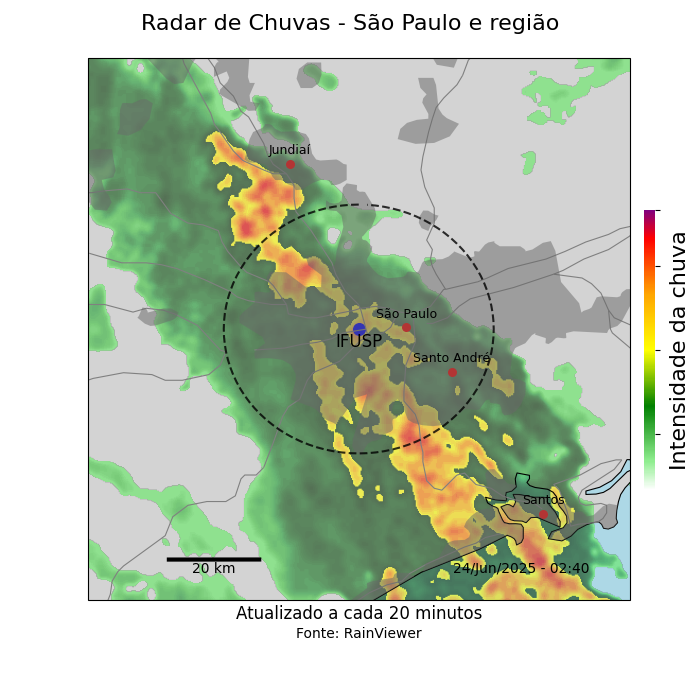 Radar de Chuvas - São Paulo e região
Jundiaí
São Paulo
IFUSP
Santo André
Santos
20 km
24/Jun/2025 - 02:40
Intensidade da chuva
Atualizado a cada 20 minutos
Fonte: RainViewer